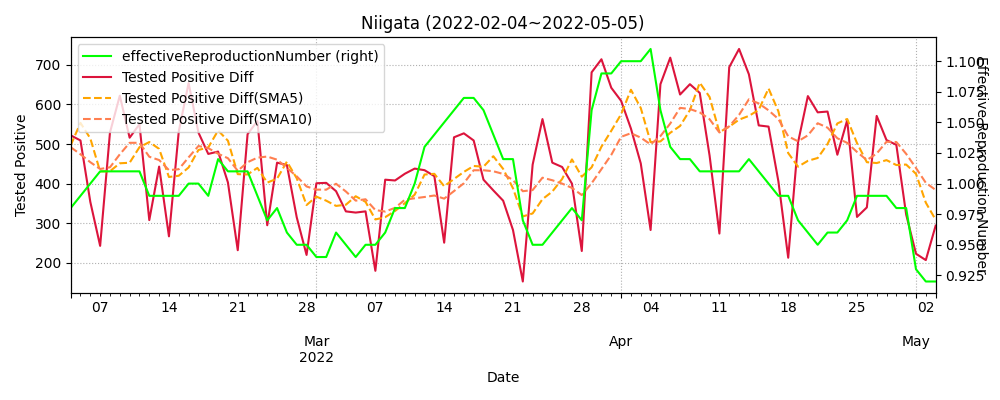 Niigata (2022-02-04~2022-05-05)
effectiveReproductionNumber (right)
Tested Positive Diff
Tested Positive Diff(SMA5)
Tested Positive Diff(SMA10)
Tested Positive
700
600
500
400
300
200
1.100
1.075
1.050
1.025
1.000
0.975
0.950
0.925
Effective Reproduction Number
07 14 21 28 07 14 21 28 04 11 18 25 02
Mar Apr May
2022
Date